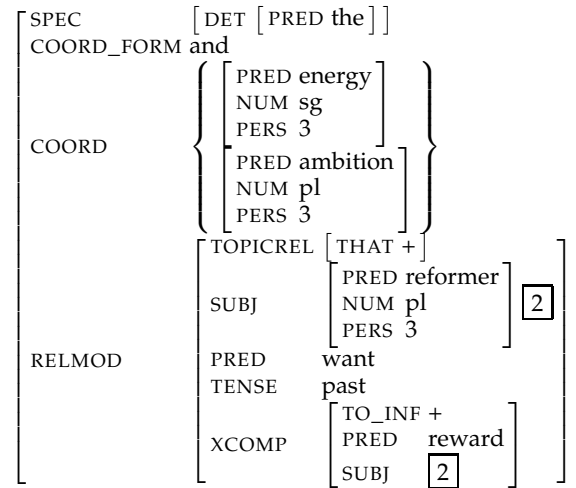 SPEC [DET [PRED the]]
COORD_FORM and
PRED energy
NUM sg
PERS 3
COORD
PRED ambition
NUM pl
PERS 3
TOPICREL [THAT +]
PRED reformer
SUBJ NUM pl 2
PERS 3
RELMOD PRED want
TENSE past
TO_INF +
XCOMP PRED reward
SUBJ 2